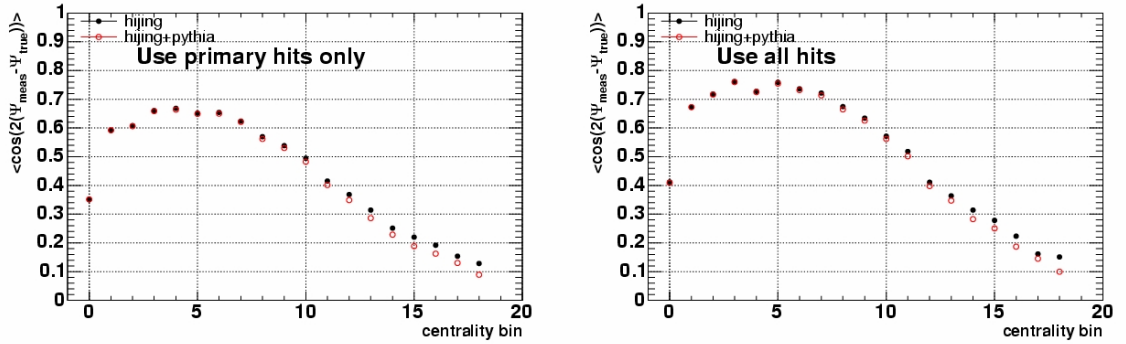 hijing
hijing+pythia
Use primary hits only
<cos(2(Ψmeas-Ψtrue))>
1
0.9
0.8
0.7
0.6
0.5
0.4
0.3
0.2
0.1
0
0 5 10 15 20
centrality bin
hijing
hijing+pythia
Use all hits
<cos(2(Ψmeas-Ψtrue))>
1
0.9
0.8
0.7
0.6
0.5
0.4
0.3
0.2
0.1
0
0 5 10 15 20
centrality bin